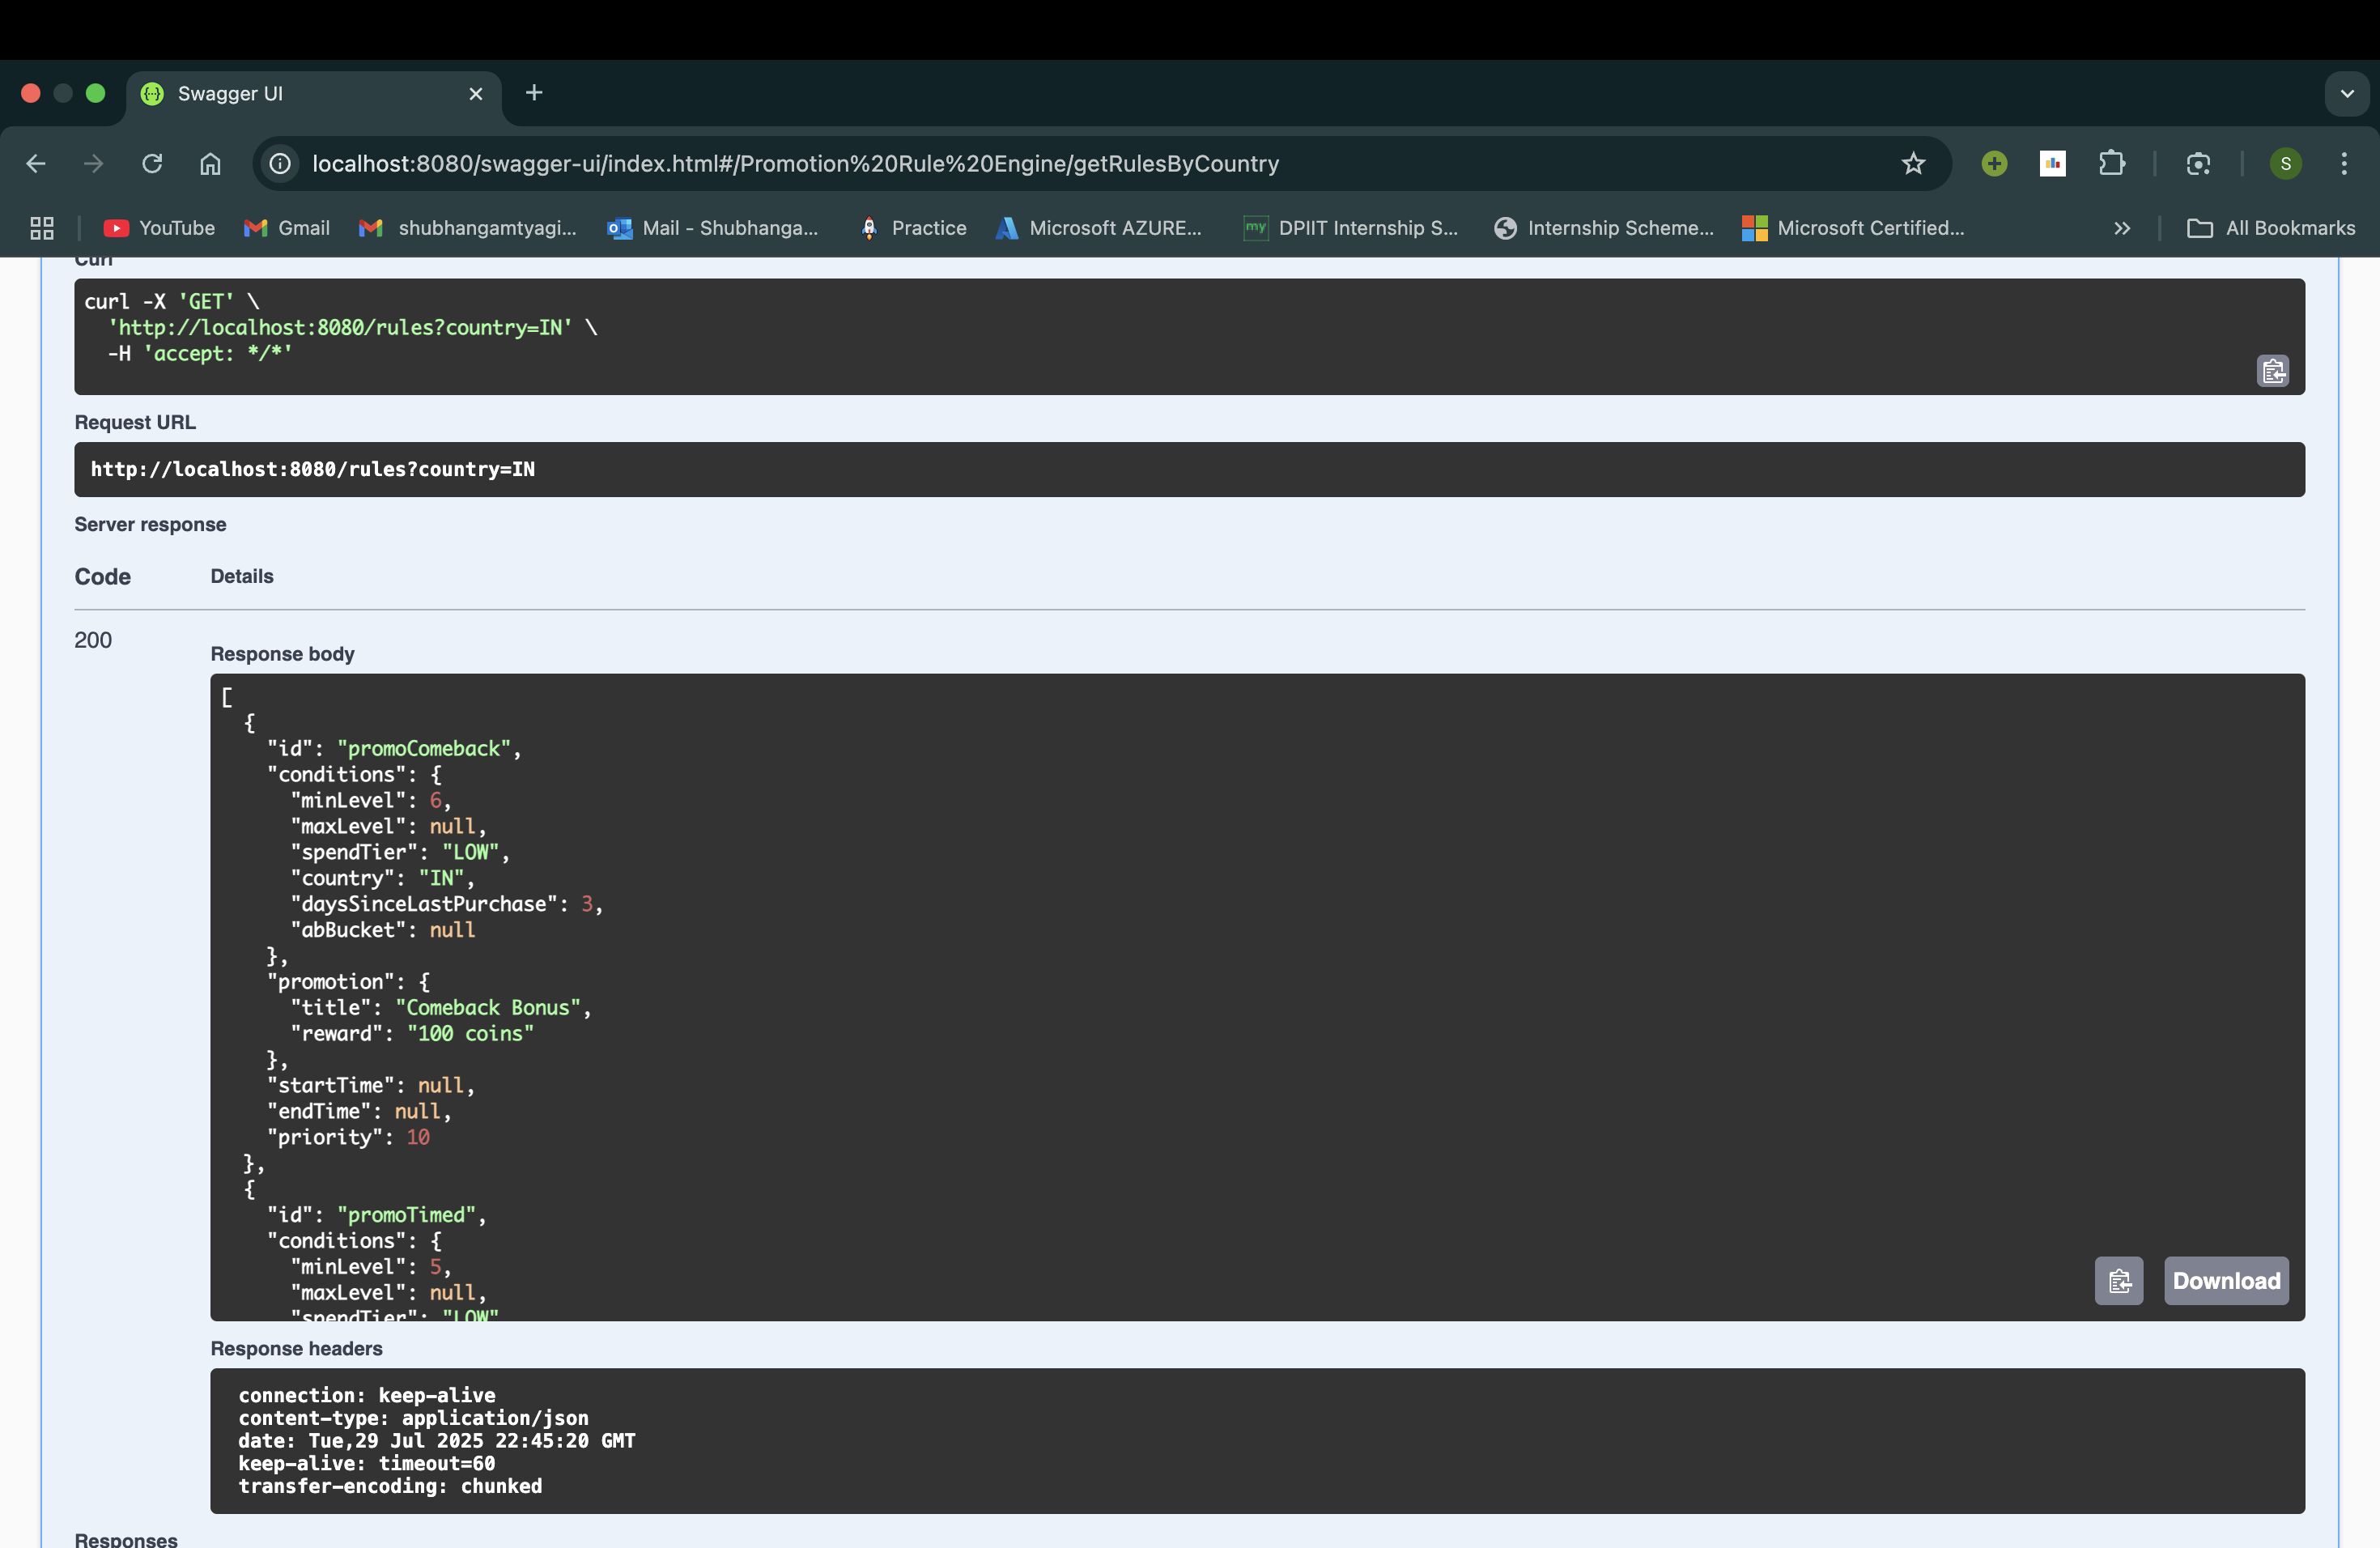 Swagger UI
localhost:8080/swagger-ui/index.html#/Promotion%20Rule%20Engine/getRulesByCountry
S
YouTube Gmail shubhangamtyagi... Mail - Shubhanga... Practice Microsoft AZURE... my DPIIT Internship S... Internship Scheme... Microsoft Certified... All Bookmarks
Curl
curl -X 'GET' \
  'http://localhost:8080/rules?country=IN' \
  -H 'accept: */*'
Request URL
http://localhost:8080/rules?country=IN
Server response
Code Details
200
Response body
[
  {
    "id": "promoComeback",
    "conditions": {
      "minLevel": 6,
      "maxLevel": null,
      "spendTier": "LOW",
      "country": "IN",
      "daysSinceLastPurchase": 3,
      "abBucket": null
    },
    "promotion": {
      "title": "Comeback Bonus",
      "reward": "100 coins"
    },
    "startTime": null,
    "endTime": null,
    "priority": 10
  },
  {
    "id": "promoTimed",
    "conditions": {
      "minLevel": 5,
      "maxLevel": null,
      "spendTier": "LOW"
Download
Response headers
connection: keep-alive
content-type: application/json
date: Tue,29 Jul 2025 22:45:20 GMT
keep-alive: timeout=60
transfer-encoding: chunked
Responses